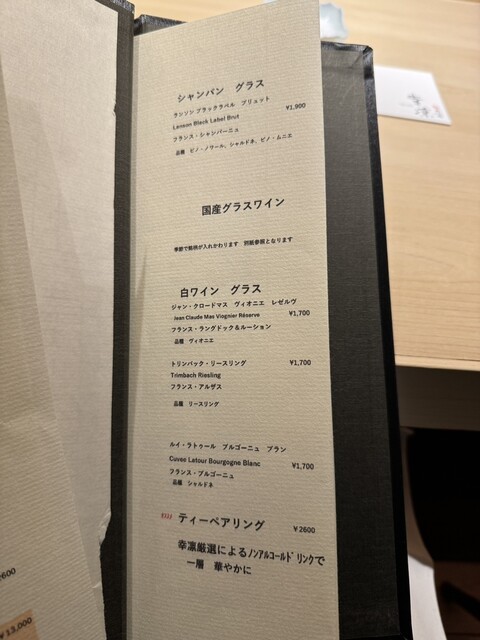 シャンパン　グラス
ランソン ブラックラベル　ブリュット ¥1,900
Lanson Black Label Brut
フランス・シャンパーニュ
品種　ピノ・ノワール、シャルドネ、ピノ・ムニエ
国産グラスワイン
季節で銘柄が入れかわります　別紙参照となります
白ワイン　グラス
ジャン・クロードマス　ヴィオニエ　レゼルヴ
Jean Claude Mas Viognier Réserve ¥1,700
フランス・ラングドック＆ルーション
品種　ヴィオニエ
トリンバック・リースリング ¥1,700
Trimbach Riesling
フランス・アルザス
品種　リースリング
ルイ・ラトゥール　ブルゴーニュ　ブラン
Cuvee Latour Bourgogne Blanc ¥1,700
フランス・ブルゴーニュ
品種　シャルドネ
ティーペアリング ¥2600
幸凛厳選によるﾉﾝｱﾙｺｰﾙﾄﾞﾘﾝｸで
一層　華やかに
600
¥13,000